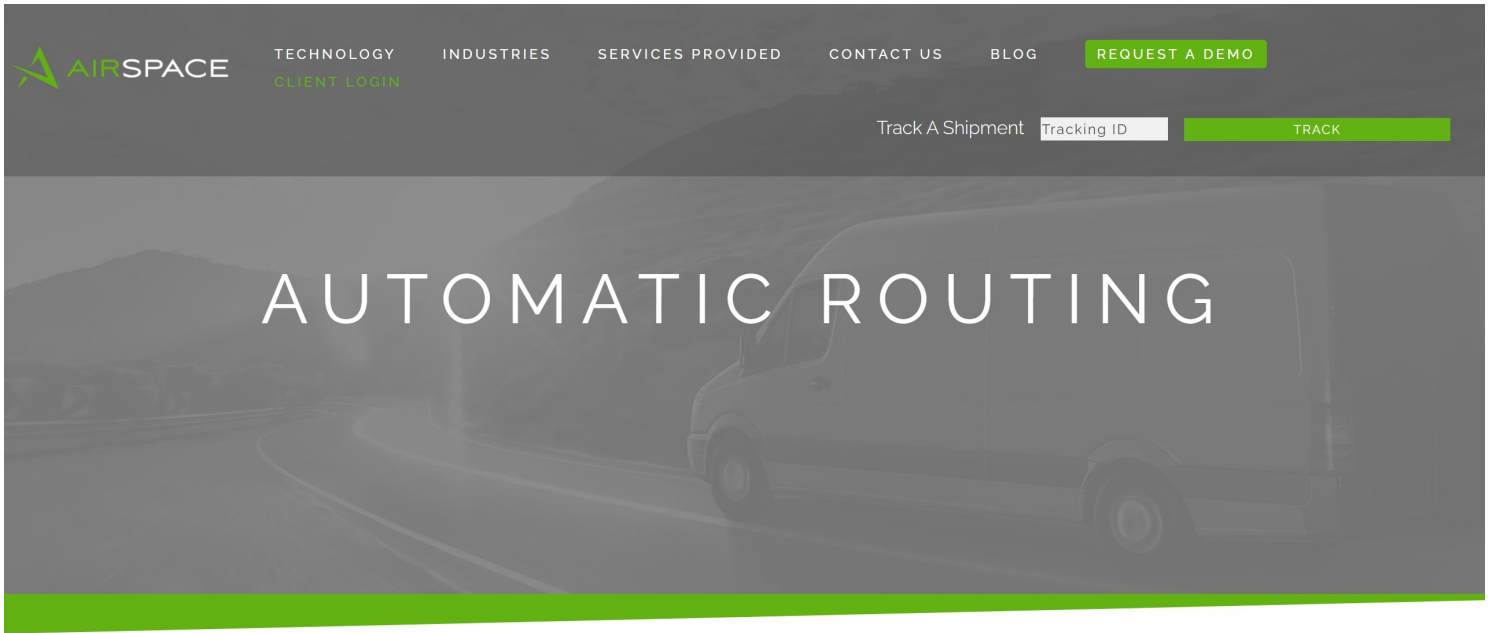 AIRSPACE
TECHNOLOGY INDUSTRIES SERVICES PROVIDED CONTACT US BLOG REQUEST A DEMO
CLIENT LOGIN
Track A Shipment Tracking ID TRACK
AUTOMATIC ROUTING